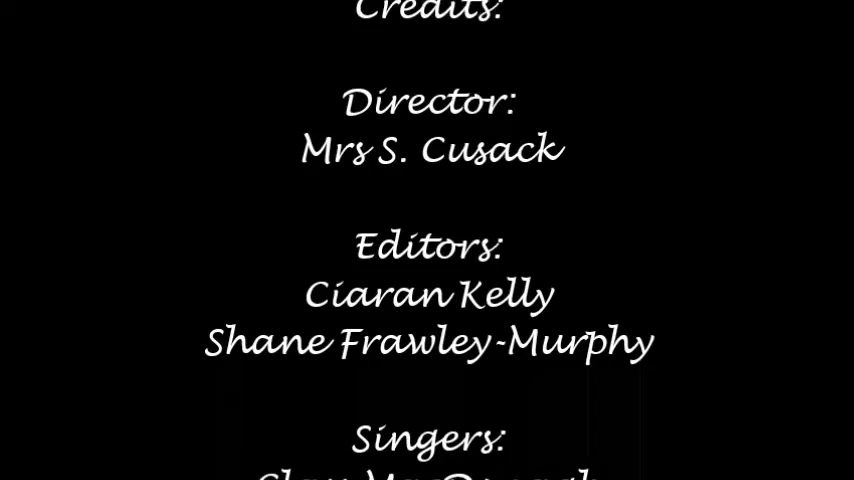 Credits:
Director:
Mrs S. Cusack
Editors:
Ciaran Kelly
Shane Frawley-Murphy
Singers: